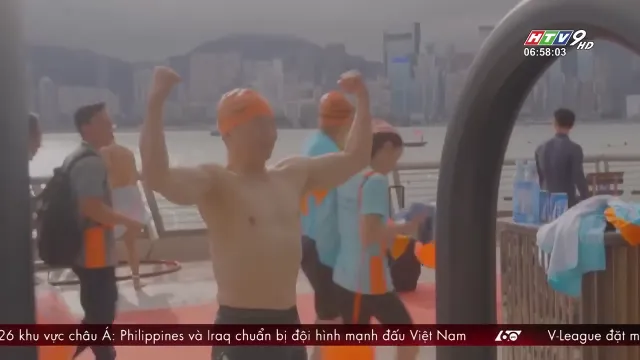 HTV9 HD
06:58:03
26 khu vực châu Á: Philippines và Iraq chuẩn bị đội hình mạnh đấu Việt Nam
60
V-League đặt m